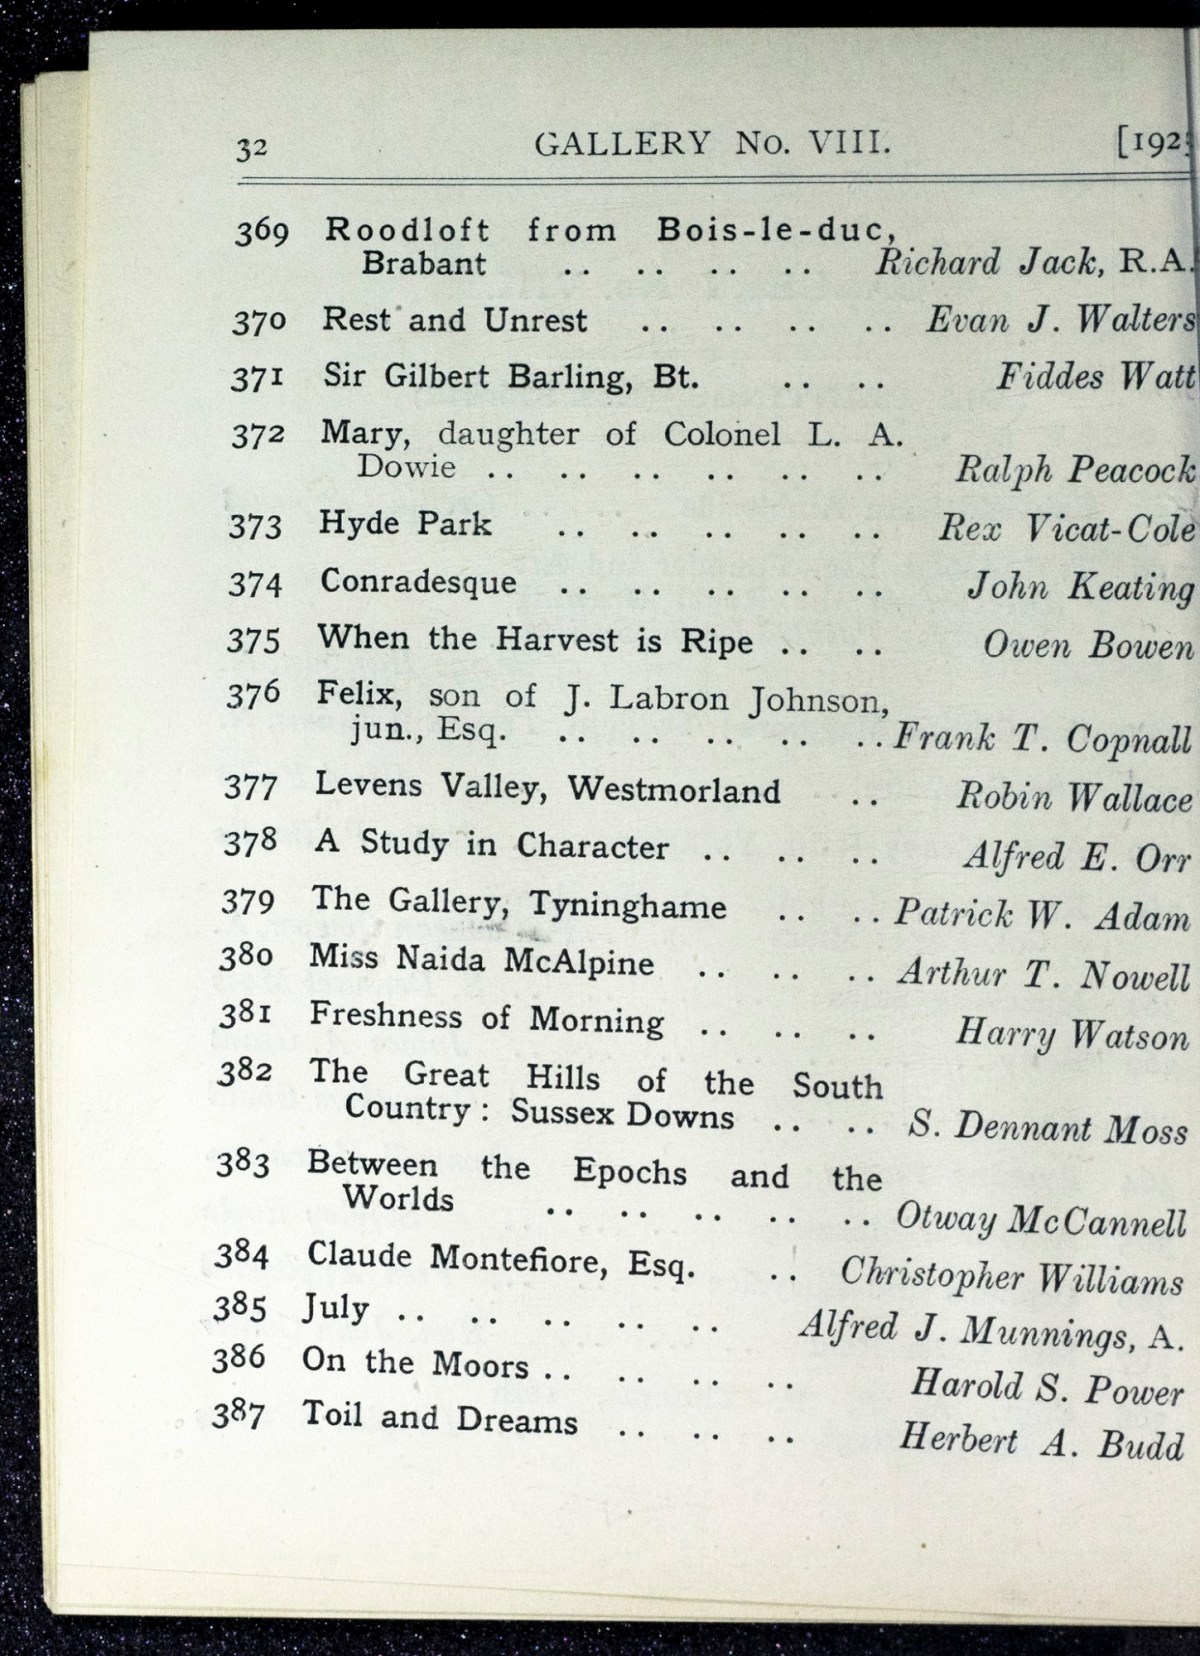 32 GALLERY No. VIII. [192
369 Roodloft from Bois-le-duc,
Brabant .. .. .. .. Richard Jack, R.A.
370 Rest and Unrest .. .. .. .. Evan J. Walters
371 Sir Gilbert Barling, Bt. .. .. Fiddes Watt
372 Mary, daughter of Colonel L. A.
Dowie .. .. .. .. .. .. Ralph Peacock
373 Hyde Park .. .. .. .. .. Rex Vicat-Cole
374 Conradesque .. .. .. .. .. John Keating
375 When the Harvest is Ripe .. .. Owen Bowen
376 Felix, son of J. Labron Johnson,
jun., Esq. .. .. .. .. .. Frank T. Copnall
377 Levens Valley, Westmorland .. Robin Wallace
378 A Study in Character .. .. .. Alfred E. Orr
379 The Gallery, Tyninghame .. .. Patrick W. Adam
380 Miss Naida McAlpine .. .. .. Arthur T. Nowell
381 Freshness of Morning .. .. .. Harry Watson
382 The Great Hills of the South
Country : Sussex Downs .. .. S. Dennant Moss
383 Between the Epochs and the
Worlds .. .. .. .. .. Otway McCannell
384 Claude Montefiore, Esq. .. Christopher Williams
385 July .. .. .. .. .. Alfred J. Munnings, A.
386 On the Moors .. .. .. .. Harold S. Power
387 Toil and Dreams .. .. .. Herbert A. Budd